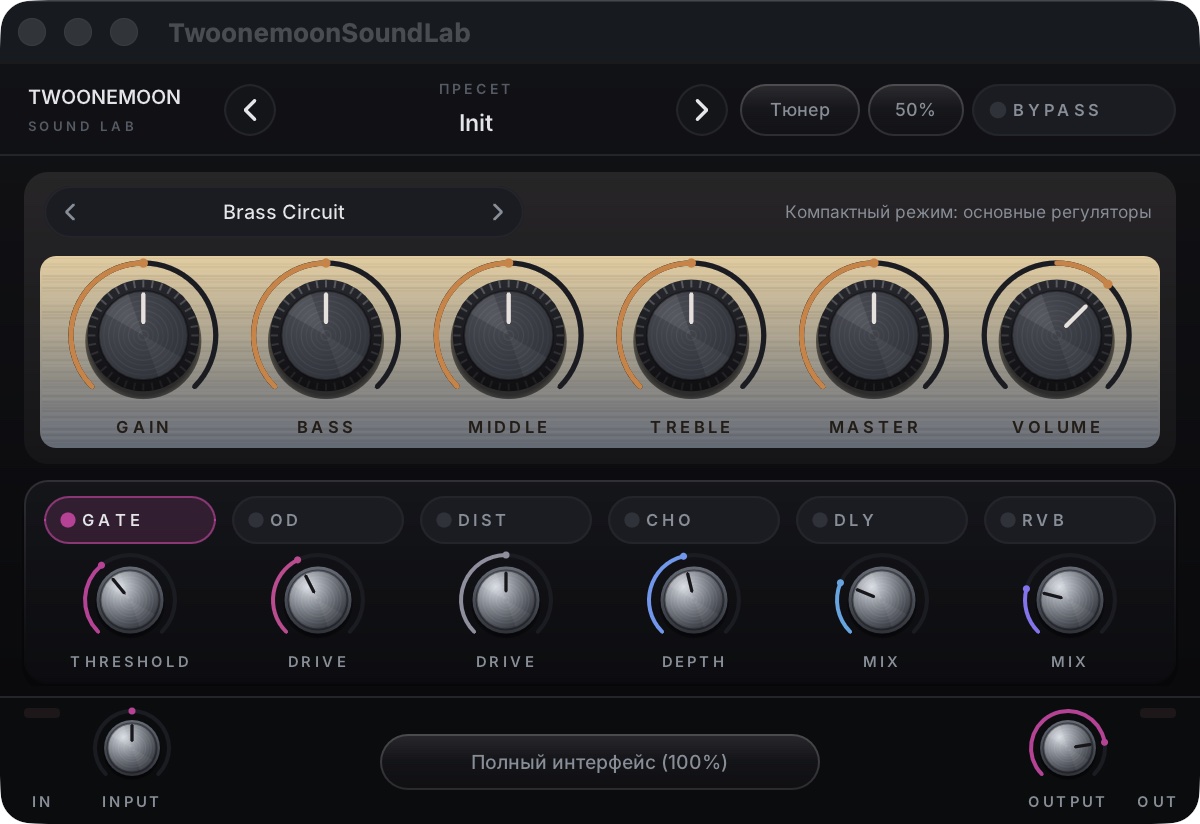 TwoonemoonSoundLab
TWOONEMOON
SOUND LAB
ПРЕСЕТ
Init
Тюнер
50%
BYPASS
Brass Circuit
Компактный режим: основные регуляторы
GAIN
BASS
MIDDLE
TREBLE
MASTER
VOLUME
GATE
OD
DIST
CHO
DLY
RVB
THRESHOLD
DRIVE
DRIVE
DEPTH
MIX
MIX
Полный интерфейс (100%)
IN
INPUT
OUTPUT
OUT